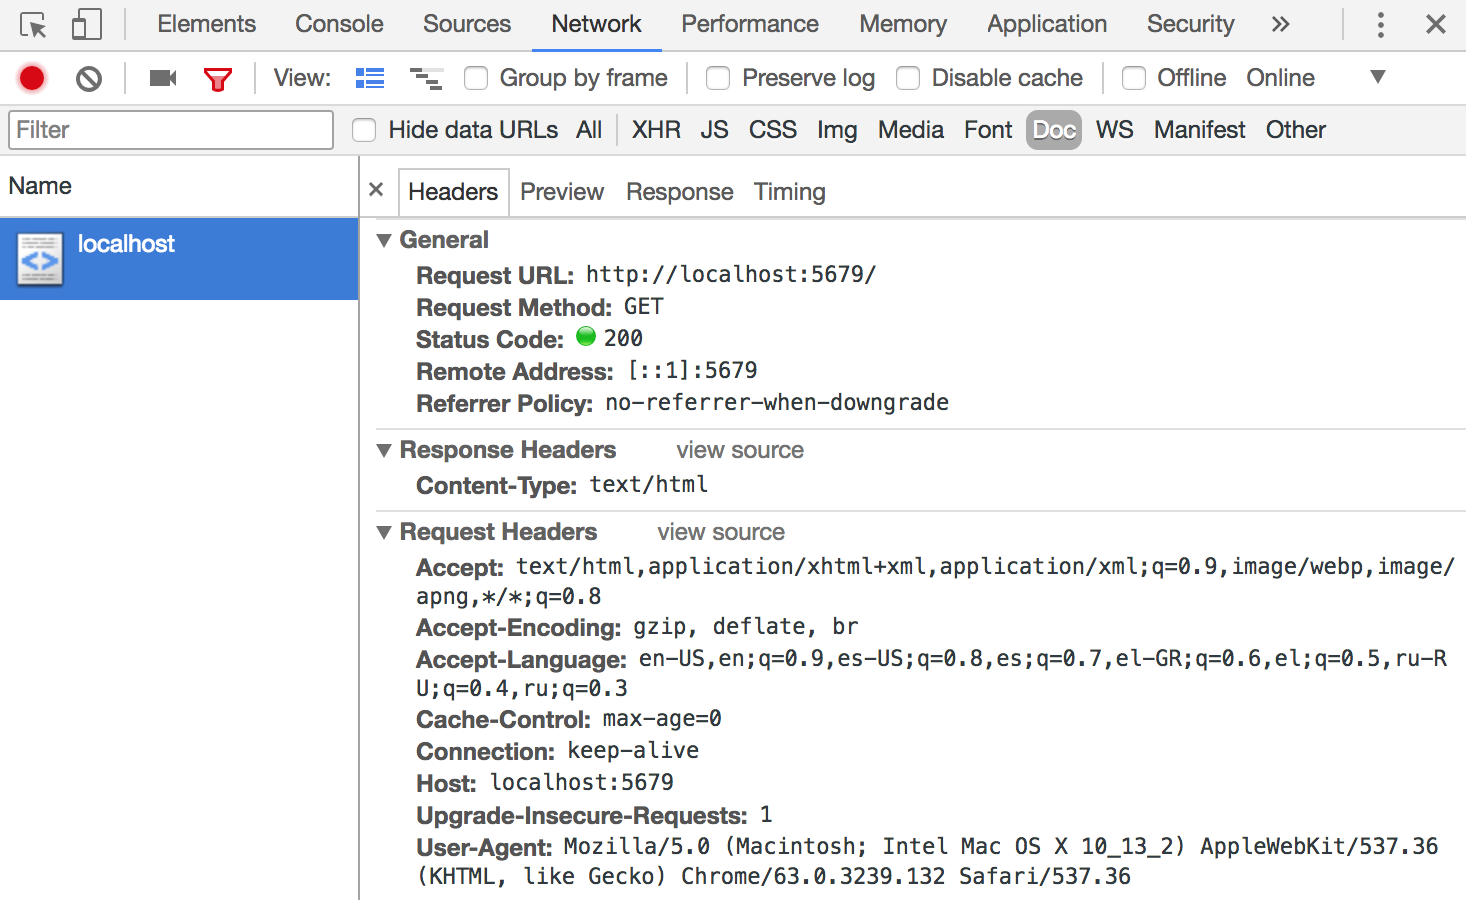 Elements Console Sources Network Performance Memory Application Security »
View: Group by frame Preserve log Disable cache Offline Online
Filter Hide data URLs All XHR JS CSS Img Media Font Doc WS Manifest Other
Name
Headers Preview Response Timing
localhost
General
Request URL: http://localhost:5679/
Request Method: GET
Status Code: 200
Remote Address: [::1]:5679
Referrer Policy: no-referrer-when-downgrade
Response Headers view source
Content-Type: text/html
Request Headers view source
Accept: text/html,application/xhtml+xml,application/xml;q=0.9,image/webp,image/
apng,*/*;q=0.8
Accept-Encoding: gzip, deflate, br
Accept-Language: en-US,en;q=0.9,es-US;q=0.8,es;q=0.7,el-GR;q=0.6,el;q=0.5,ru-R
U;q=0.4,ru;q=0.3
Cache-Control: max-age=0
Connection: keep-alive
Host: localhost:5679
Upgrade-Insecure-Requests: 1
User-Agent: Mozilla/5.0 (Macintosh; Intel Mac OS X 10_13_2) AppleWebKit/537.36
(KHTML, like Gecko) Chrome/63.0.3239.132 Safari/537.36